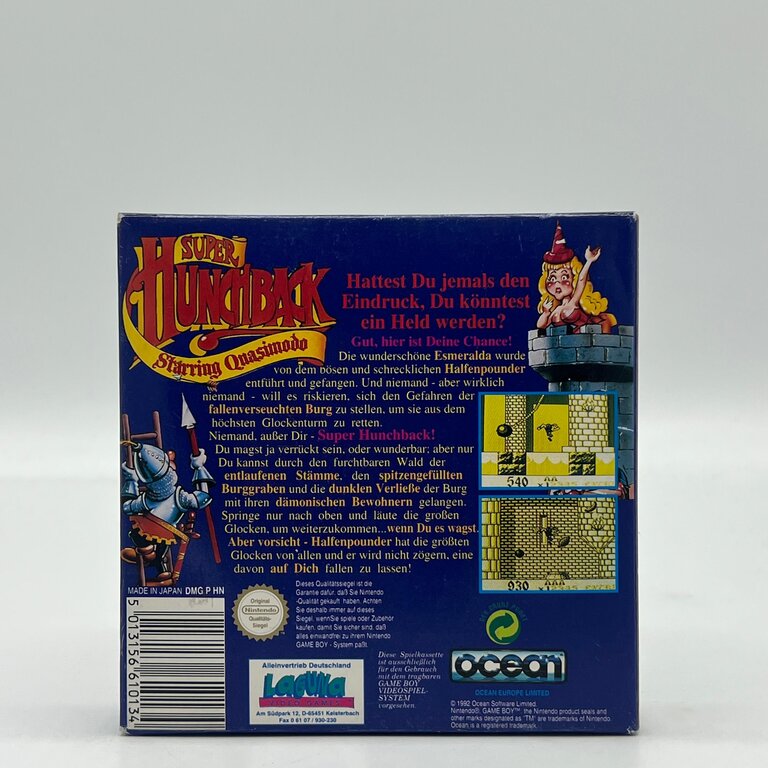 SUPER
HUNCHBACK
Starring Quasimodo
Hattest Du jemals den
Eindruck, Du könntest
ein Held werden?
Gut, hier ist Deine Chance!
Die wunderschöne Esmeralda wurde
von dem bösen und schrecklichen Halfenpounder
entführt und gefangen. Und niemand - aber wirklich
niemand - will es riskieren, sich den Gefahren der
fallenverseuchten Burg zu stellen, um sie aus dem
höchsten Glockenturm zu retten.
Niemand, außer Dir - Super Hunchback!
Du magst ja verrückt sein, oder wunderbar; aber nur
Du kannst durch den furchtbaren Wald der
entlaufenen Stämme, den spitzengefüllten
Burggraben und die dunklen Verließe der Burg
mit ihren dämonischen Bewohnern gelangen.
Springe nur nach oben und läute die großen
Glocken, um weiterzukommen...wenn Du es wagst.
Aber vorsicht - Halfenpounder hat die größten
Glocken von allen und er wird nicht zögern, eine
davon auf Dich fallen zu lassen!
540
930
MADE IN JAPAN DMG P HN
5 013156 610134
Original
Nintendo
Qualitäts-
Siegel
Dieses Qualitätssiegel ist die
Garantie dafür, daß Sie Nintendo
-Qualität gekauft haben. Achten
Sie deshalb immer auf dieses
Siegel, wennSie spiele oder Zubehör
kaufen, damit Sie sicher sind, daß
alles einwandfrei zu ihrem Nintendo
GAME BOY - System paßt.
Alleinvertrieb Deutschland
LAGUNA
VIDEO GAMES
Am Südpark 12, D-65451 Kelsterbach
Fax 0 61 07 / 930-230
Diese Spielkassette
ist ausschließlich
für den Gebrauch
mit dem tragbaren
GAME BOY
VIDEOSPIEL-
SYSTEM
vorgesehen.
DER GRÜNE PUNKT
ocean
OCEAN EUROPE LIMITED
© 1992 Ocean Software Limited.
Nintendo®, GAME BOY™, the Nintendo product seals and
other marks designated as "TM" are trademarks of Nintendo.
Ocean is a registered trademark.